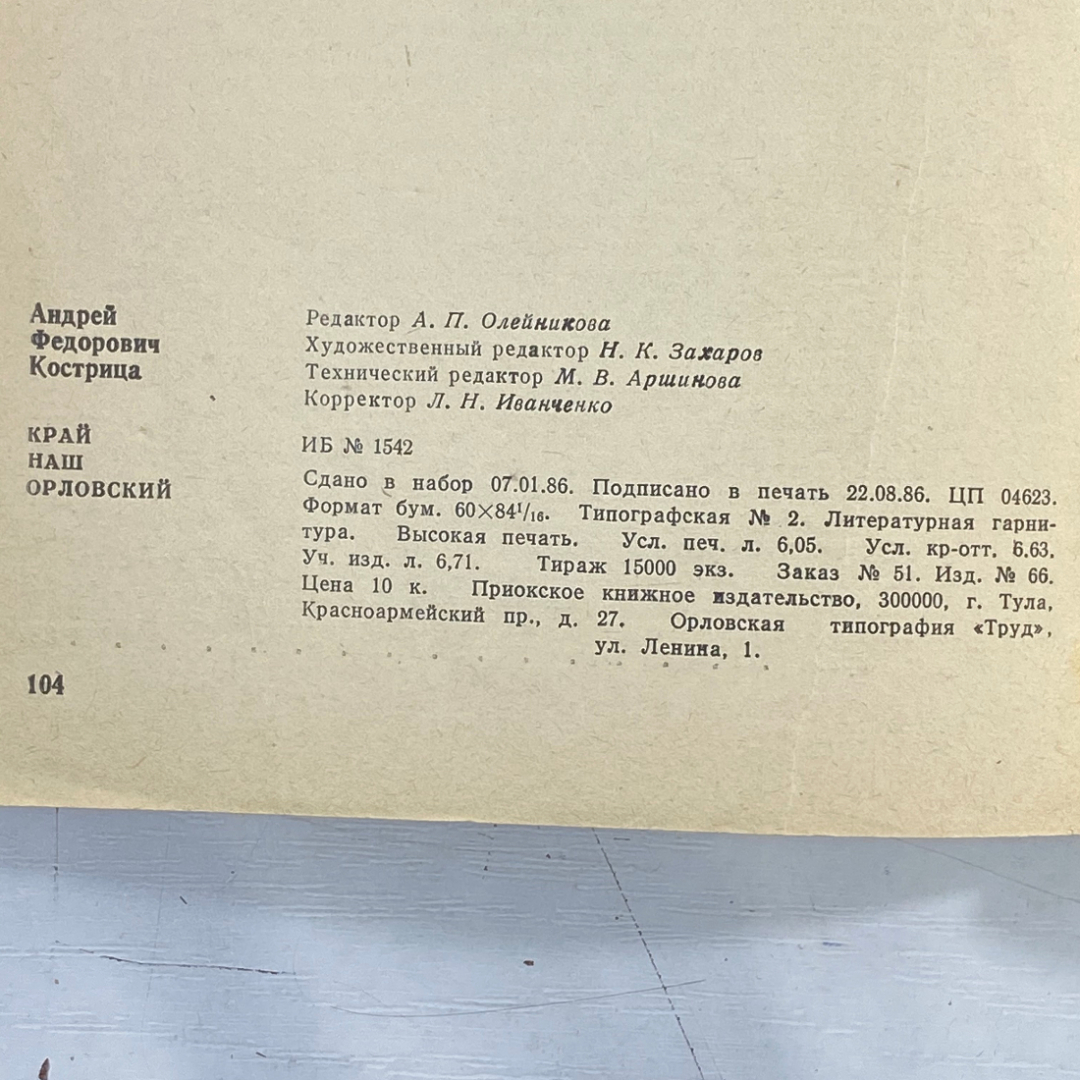 Андрей
Федорович
Кострица
КРАЙ
НАШ
ОРЛОВСКИЙ
Редактор А. П. Олейникова
Художественный редактор Н. К. Захаров
Технический редактор М. В. Аршинова
Корректор Л. Н. Иванченко
ИБ № 1542
Сдано в набор 07.01.86. Подписано в печать 22.08.86. ЦП 04623.
Формат бум. 60×84¹/₁₆. Типографская № 2. Литературная гарни-
тура. Высокая печать. Усл. печ. л. 6,05. Усл. кр-отт. 6.63.
Уч. изд. л. 6,71. Тираж 15000 экз. Заказ № 51. Изд. № 66.
Цена 10 к. Приокское книжное издательство, 300000, г. Тула,
Красноармейский пр., д. 27. Орловская типография «Труд»,
ул. Ленина, 1.
104